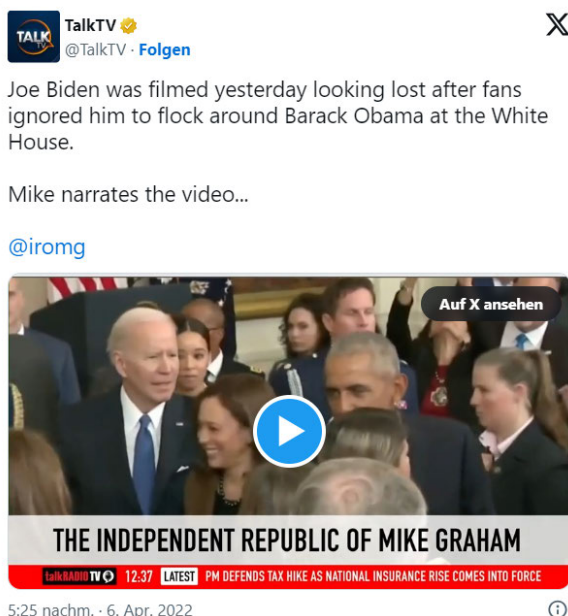 TALK
TV
TalkTV
@TalkTV · Folgen
Joe Biden was filmed yesterday looking lost after fans
ignored him to flock around Barack Obama at the White
House.
Mike narrates the video...
@iromg
Auf X ansehen
THE INDEPENDENT REPUBLIC OF MIKE GRAHAM
talkRADIO TV 12:37 LATEST PM DEFENDS TAX HIKE AS NATIONAL INSURANCE RISE COMES INTO FORCE
5:25 nachm. · 6. Apr. 2022